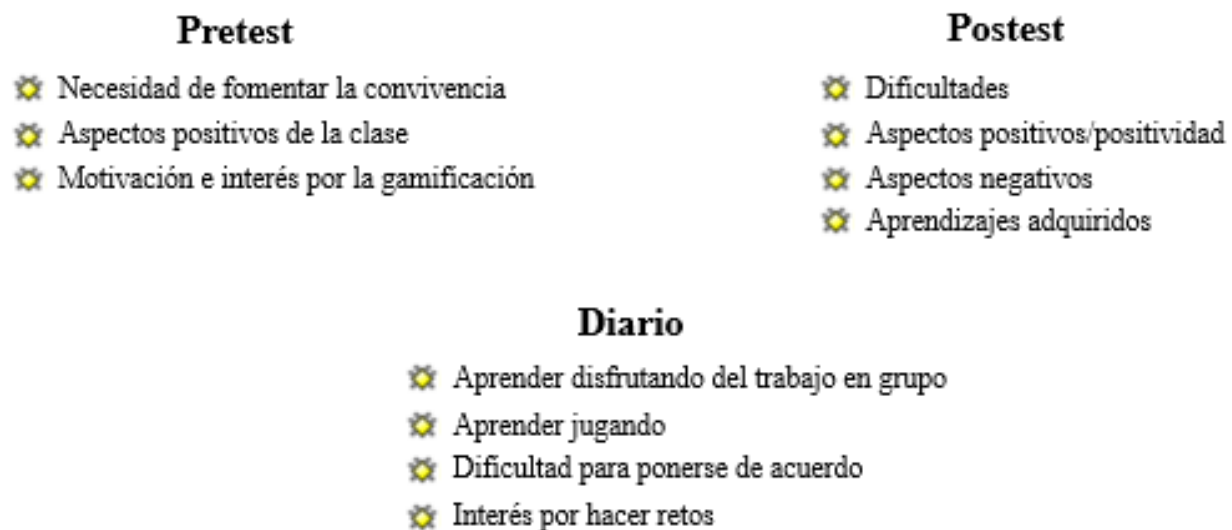 Pretest
Necesidad de fomentar la convivencia
Aspectos positivos de la clase
Motivación e interés por la gamificación
Postest
Dificultades
Aspectos positivos/positividad
Aspectos negativos
Aprendizajes adquiridos
Diario
Aprender disfrutando del trabajo en grupo
Aprender jugando
Dificultad para ponerse de acuerdo
Interés por hacer retos